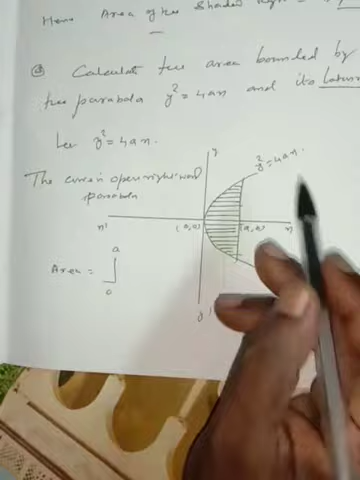 Hence Area of the Shaded
Calculate the area bounded by
the parabola y² = 4ax and its Latus
Let y² = 4ax.
The curve is open rightward
parabola
y
y² = 4ax.
x'
(0,0)
(a,0)
x
Area =
a
0
y'